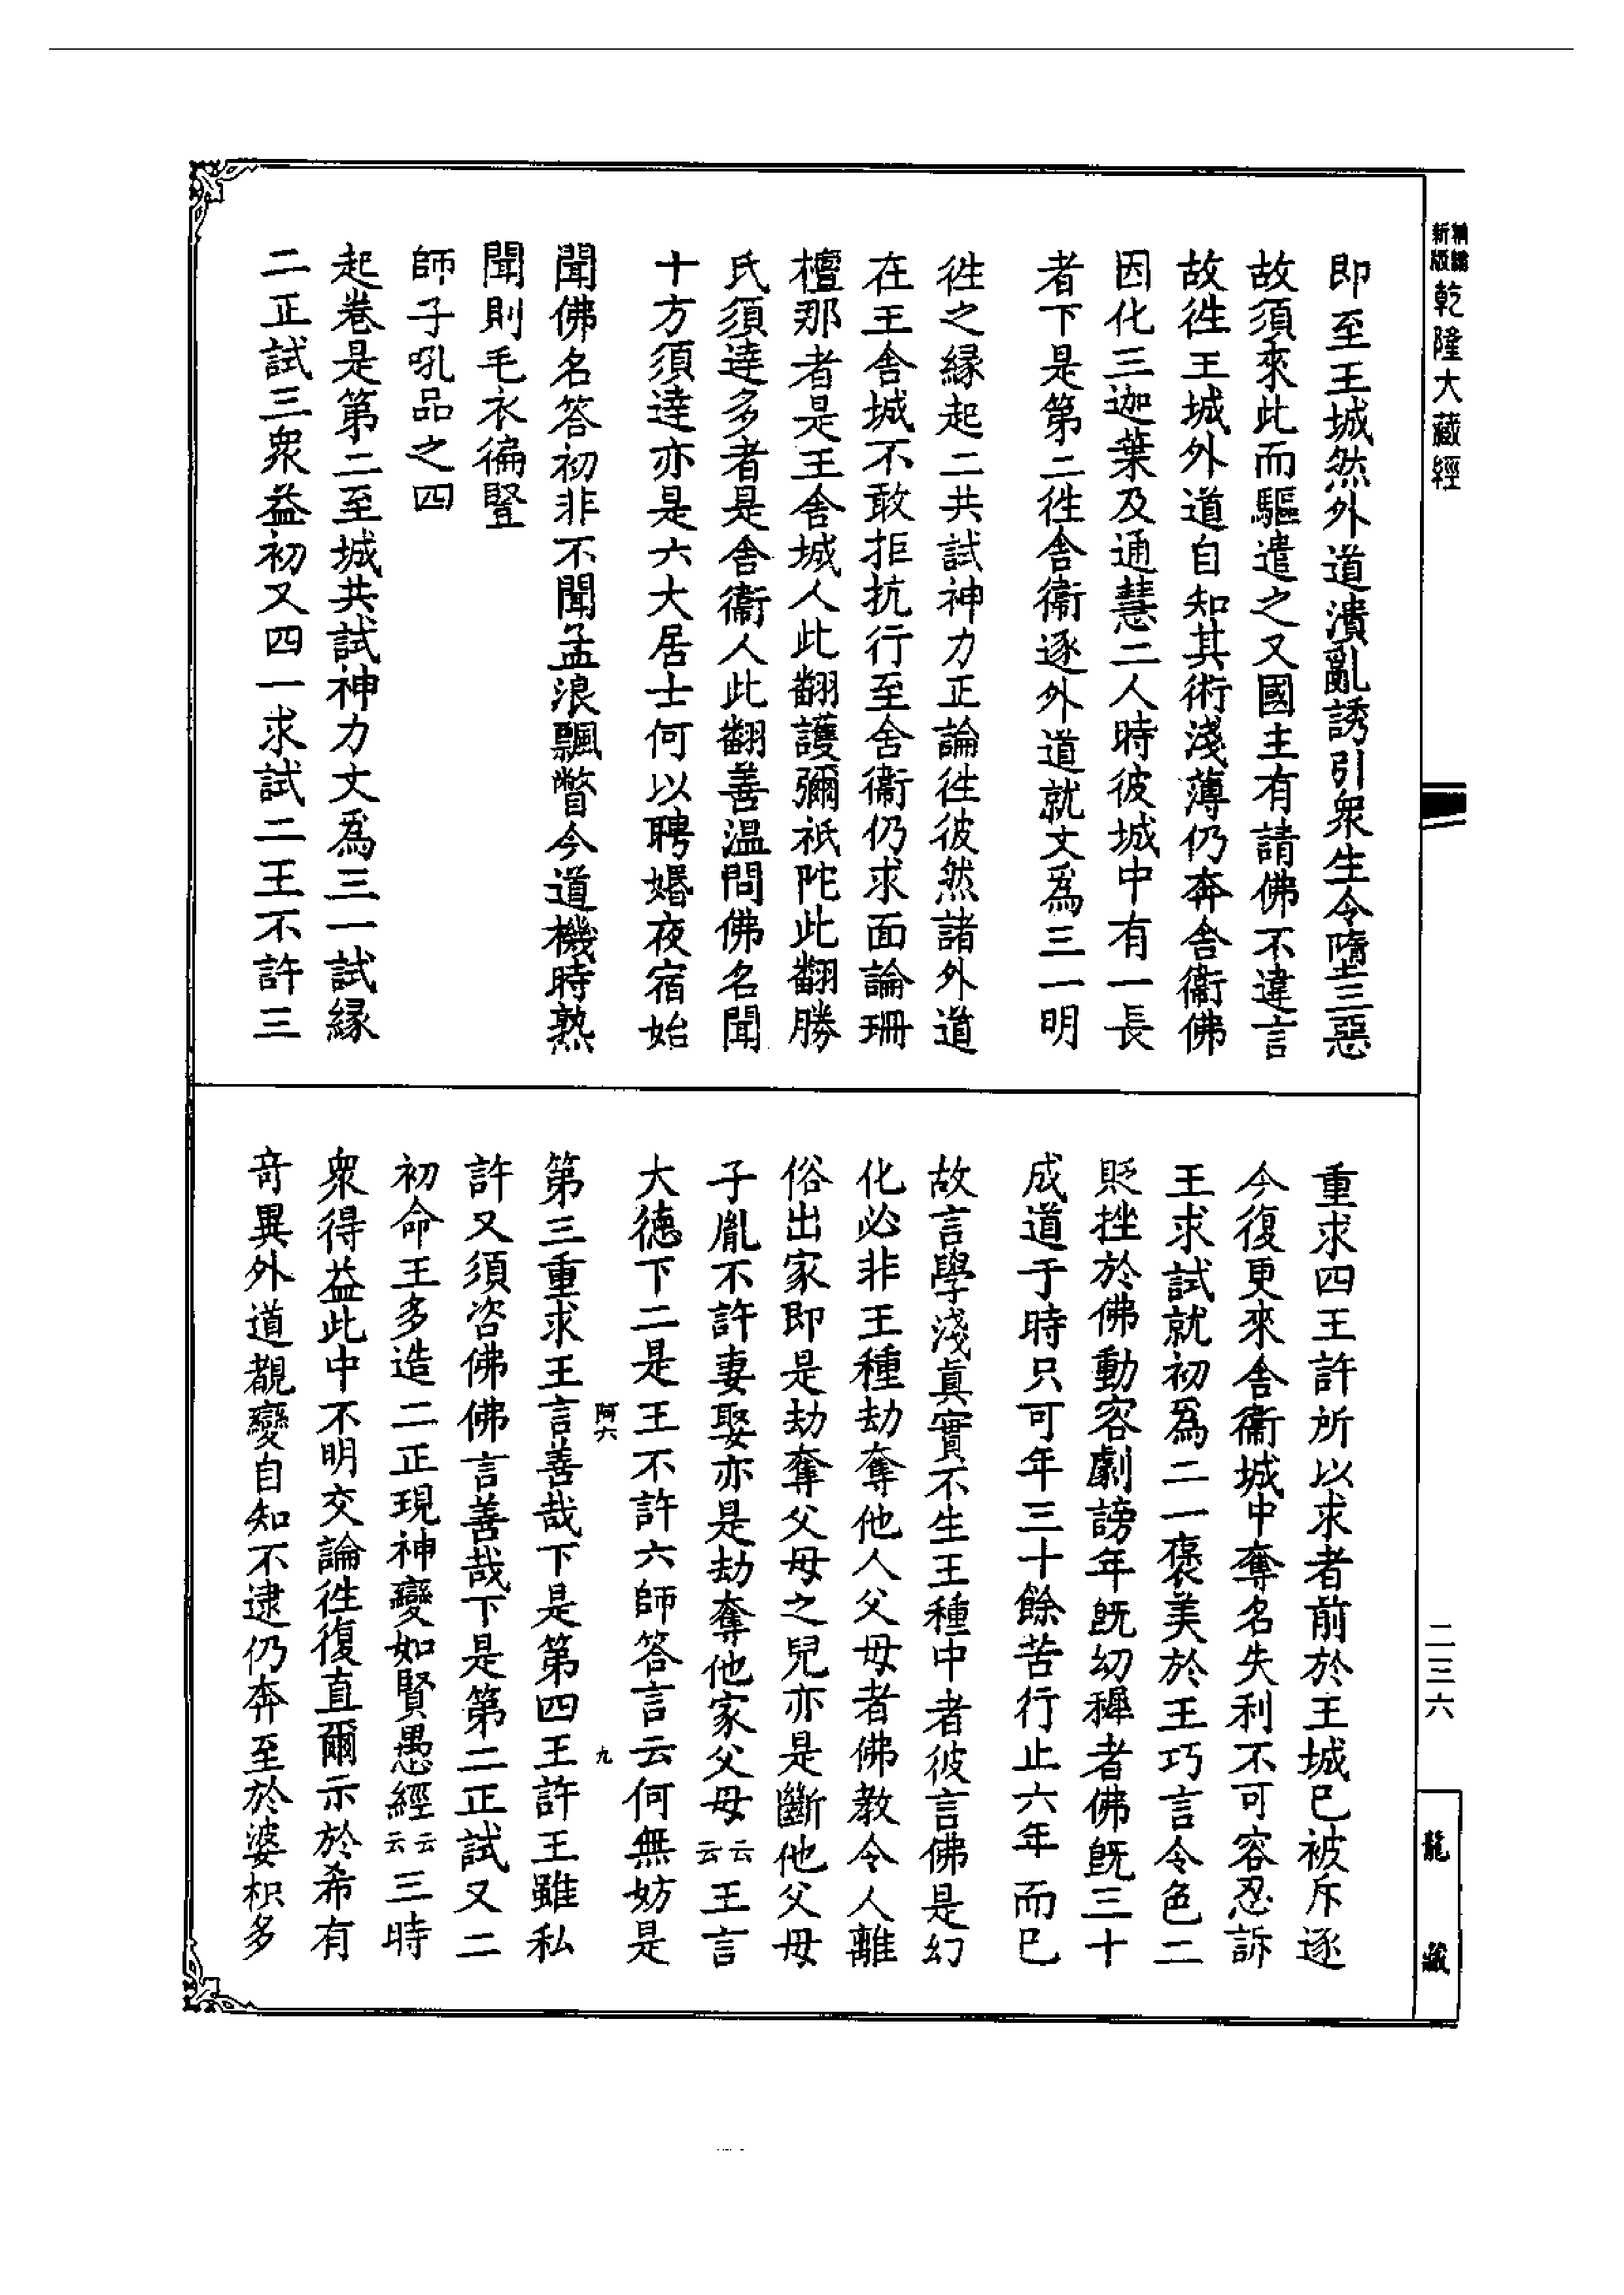 新版精縮乾隆大藏經
即至王城然外道潰亂誘引衆生令墮三惡
故須來此而驅遣之又國主有請佛不違言
故徃王城外道自知其術淺薄仍奔舍衞佛
因化三迦葉及通慧二人時彼城中有一長
者下是第二徃舍衞逐外道就文爲三一明
徃之縁起二共試神力正論徃彼然諸外道
在王舍城不敢拒抗行至舍衞仍求面論珊
檀那者是王舍城人此翻護彌祇陀此翻勝
氏須達多者是舍衞人此翻善溫問佛名聞
十方須達亦是六大居士何以聘婚夜宿始
聞佛名答初非不聞孟浪飄瞥今道機時熟
聞則毛衣徧豎
師子吼品之四
起卷是第二至城共試神力文爲三一試縁
二正試三衆益初又四一求試二王不許三
重求四王許所以求者前於王城已被斥逐
今復更來舍衞城中奪名失利不可容忍訴
王求試就初爲二一褒美於王巧言令色二
貶挫於佛動容劇謗年旣幼穉者佛旣三十
成道于時只可年三十餘苦行止六年而已
故言學淺眞實不生王種中者彼言佛是幻
化必非王種劫奪他人父母者佛教令人離
俗出家即是劫奪父母之兒亦是斷他父母
子胤不許妻娶亦是劫奪他家父母云云王言
大德下二是王不許六師答言云何無妨是
阿六 九
第三重求王言善哉下是第四王許王雖私
許又須咨佛佛言善哉下是第二正試又二
初命王多造二正現神變如賢愚經云云三時
衆得益此中不明交論徃復直爾示於希有
奇異外道覩變自知不逮仍奔至於婆枳多
二三六
龍藏